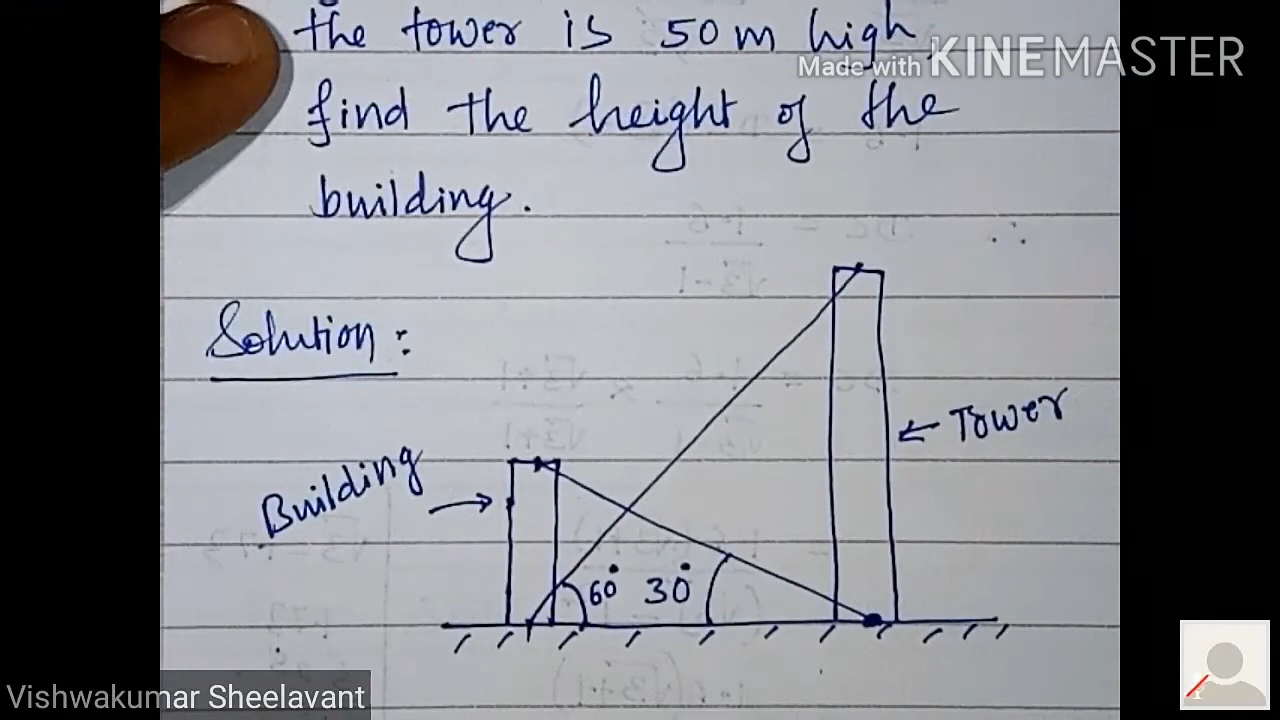 the tower is 50 m high,
Made with KINEMASTER
find the height of the
building.
Solution:
← Tower
Building →
60° 30°
Vishwakumar Sheelavant